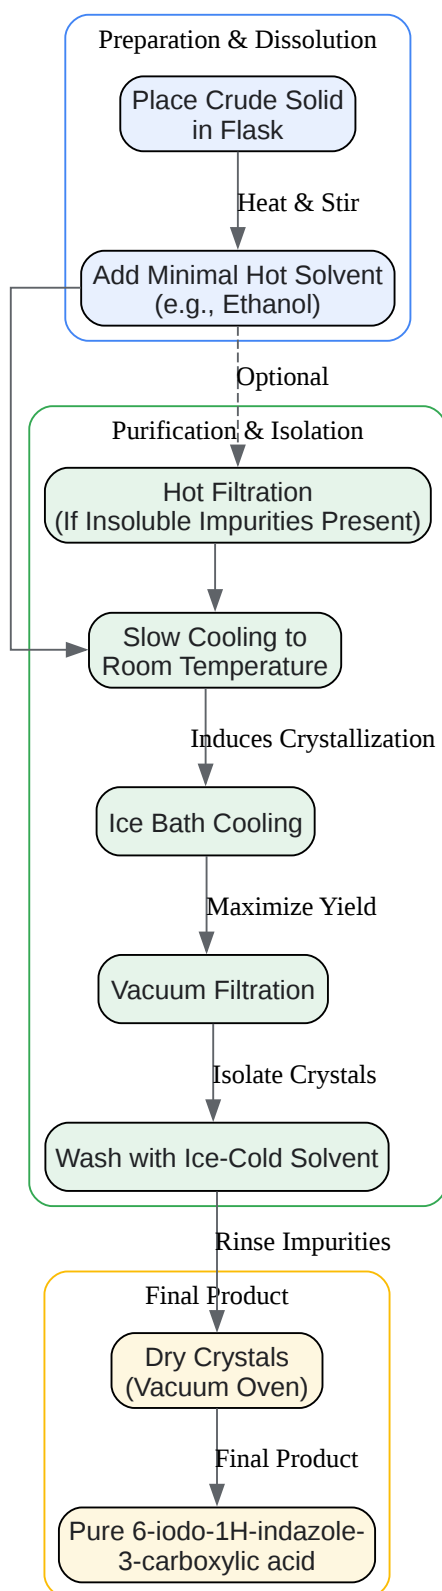 Preparation & Dissolution
Place Crude Solid
in Flask
Heat & Stir
Add Minimal Hot Solvent
(e.g., Ethanol)
Optional
Purification & Isolation
Hot Filtration
(If Insoluble Impurities Present)
Slow Cooling to
Room Temperature
Induces Crystallization
Ice Bath Cooling
Maximize Yield
Vacuum Filtration
Isolate Crystals
Wash with Ice-Cold Solvent
Rinse Impurities
Final Product
Dry Crystals
(Vacuum Oven)
Final Product
Pure 6-iodo-1H-indazole-
3-carboxylic acid